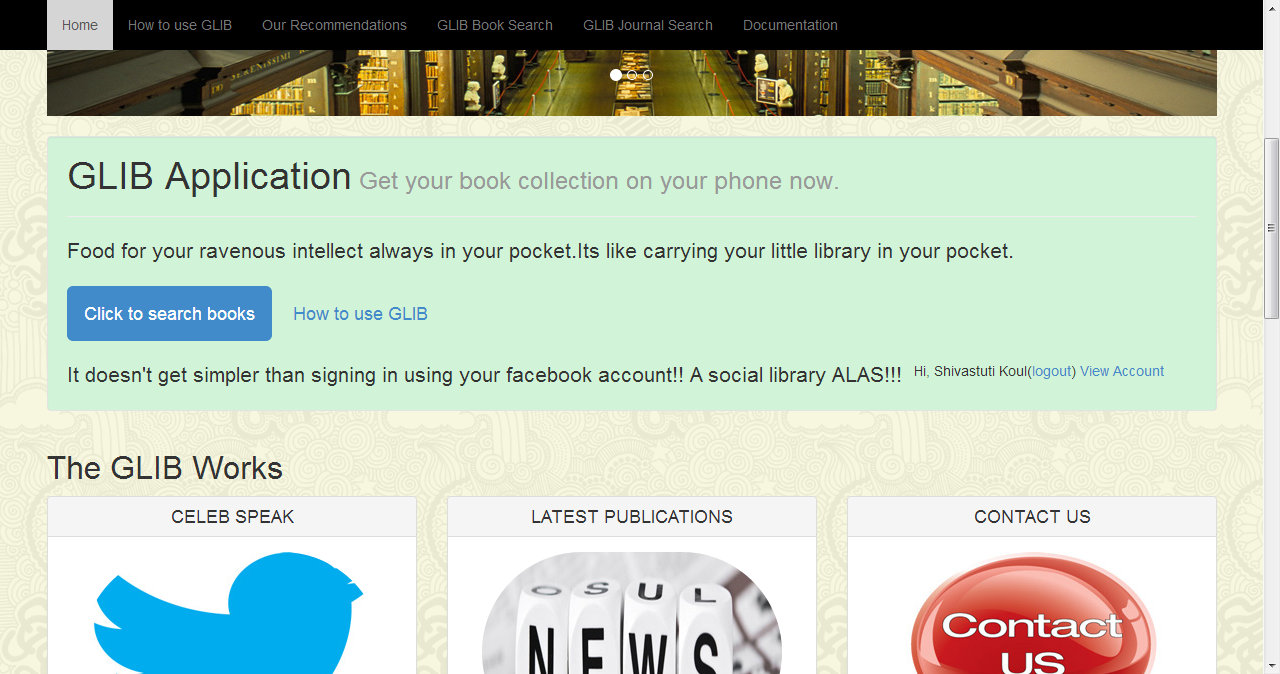 Home How to use GLIB Our Recommendations GLIB Book Search GLIB Journal Search Documentation
GLIB Application Get your book collection on your phone now.
Food for your ravenous intellect always in your pocket.Its like carrying your little library in your pocket.
Click to search books How to use GLIB
It doesn't get simpler than signing in using your facebook account!! A social library ALAS!!! Hi, Shivastuti Koul(logout) View Account
The GLIB Works
CELEB SPEAK LATEST PUBLICATIONS CONTACT US
O S U L
NEWS
Contact
US